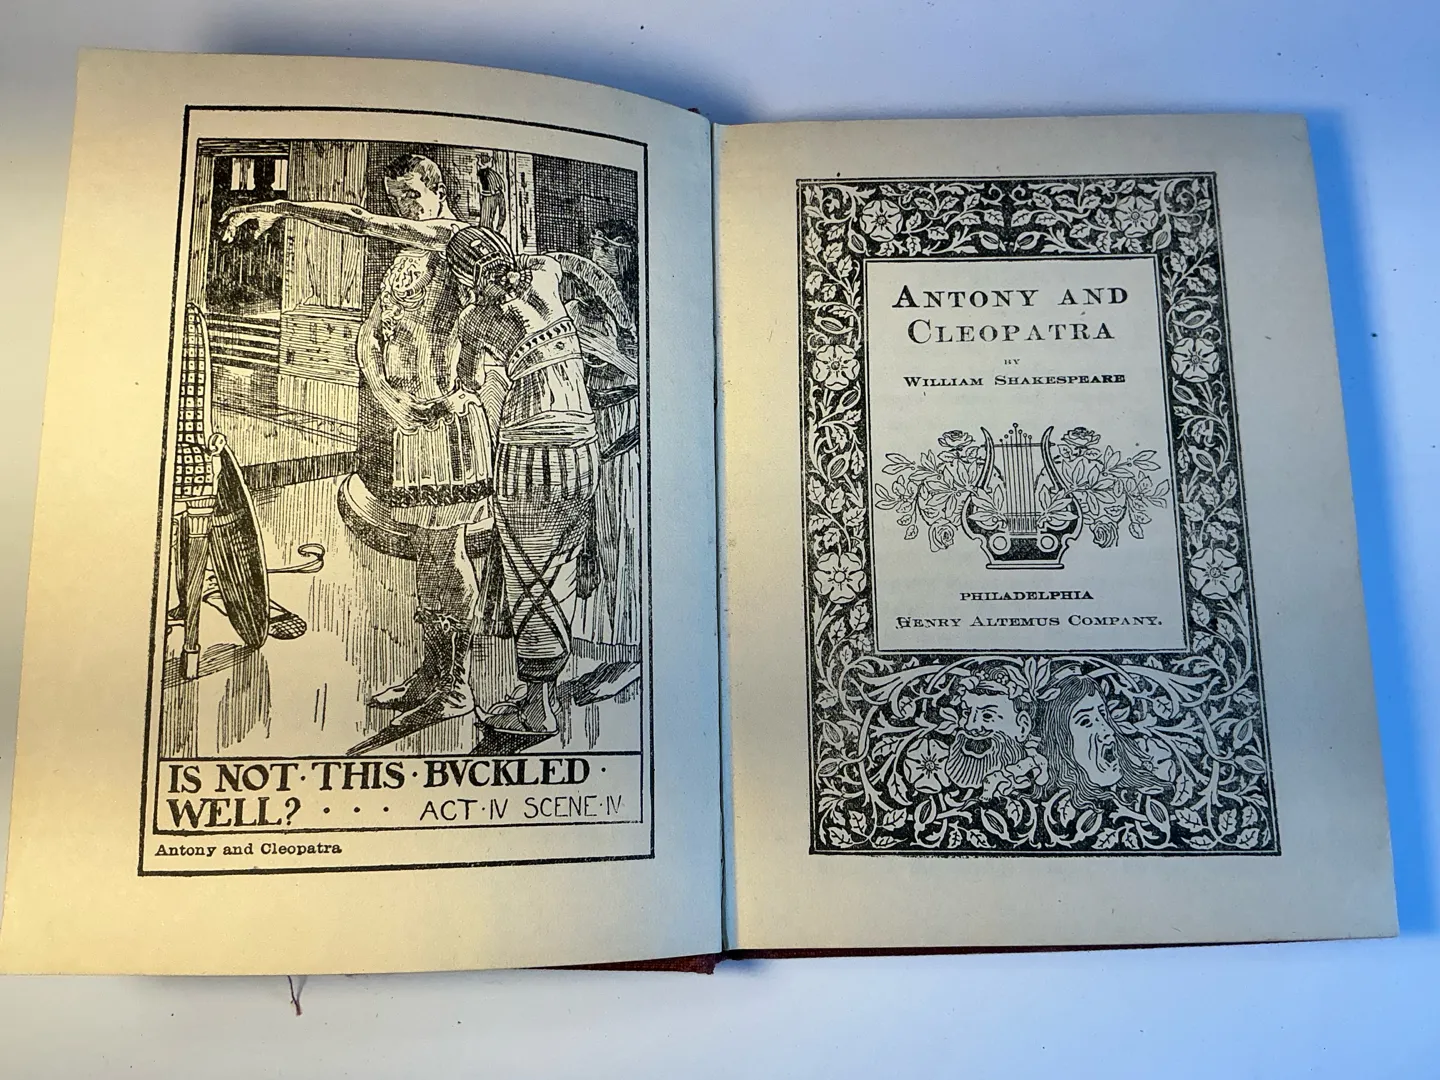 IS NOT·THIS·BVCKLED·
WELL? · · · ACT·IV SCENE·IV
Antony and Cleopatra
ANTONY AND
CLEOPATRA
BY
WILLIAM SHAKESPEARE
PHILADELPHIA
HENRY ALTEMUS COMPANY.